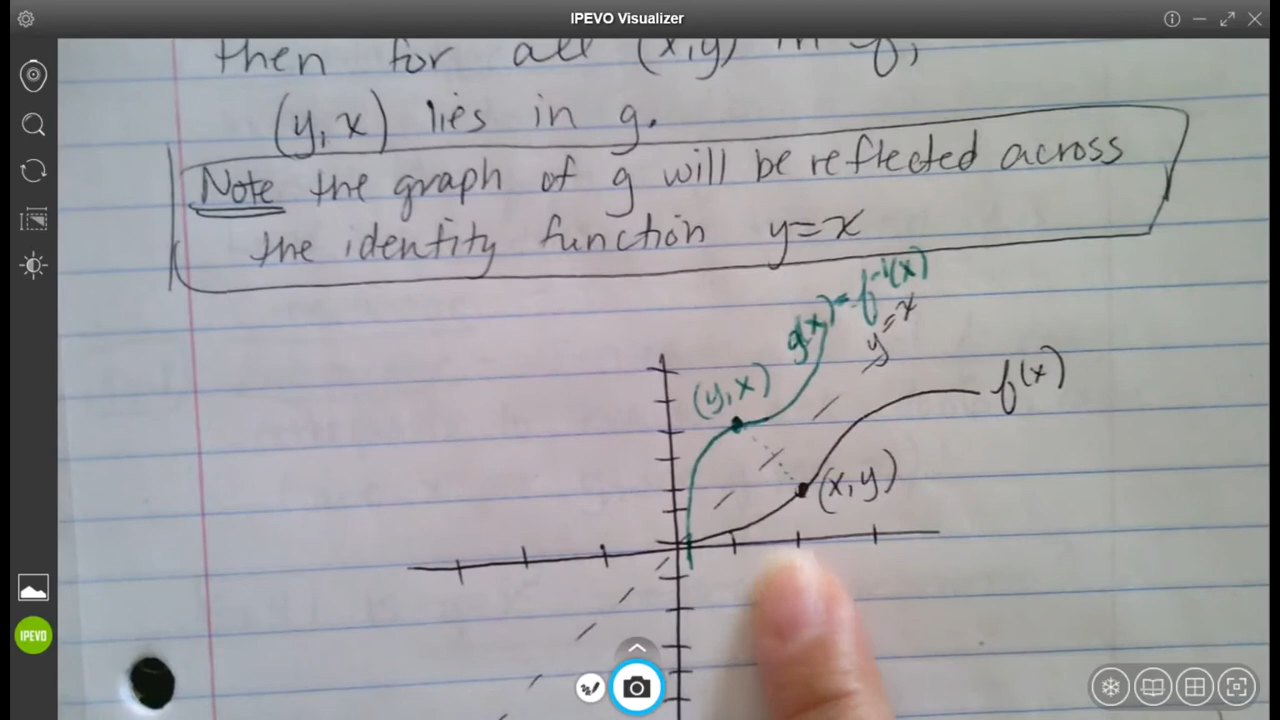 IPEVO Visualizer
then for all (x,y) in f,
(y,x) lies in g.
Note the graph of g will be reflected across
the identity function y=x
g(x)=f⁻¹(x)
y=x
(y,x)
f(x)
(x,y)
IPEVO